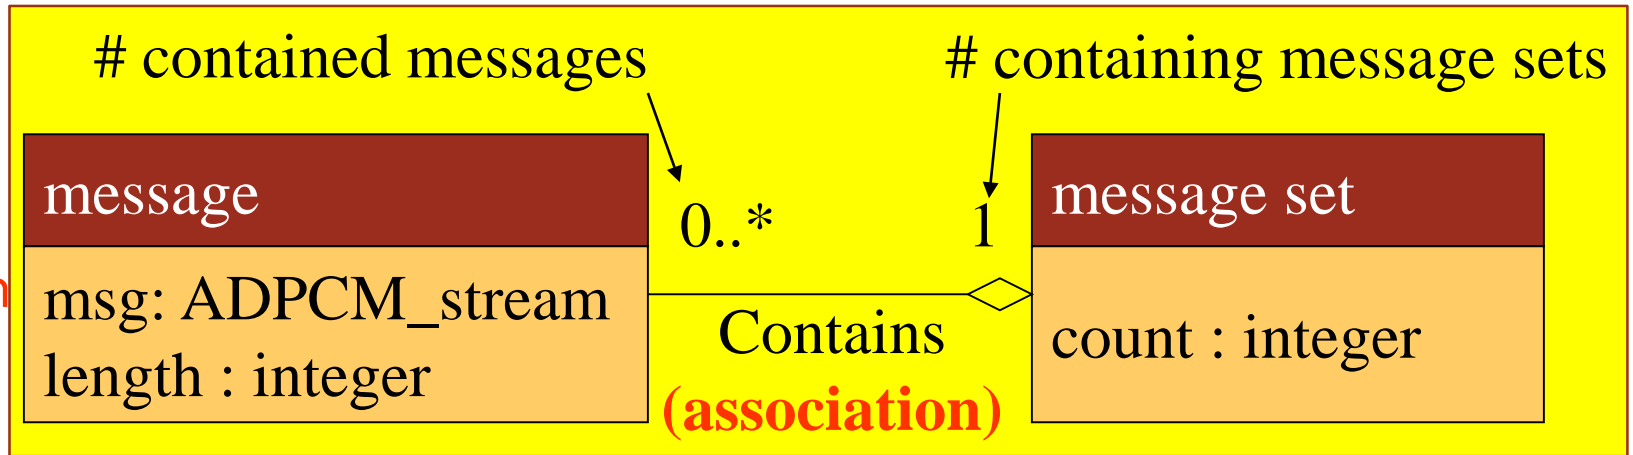 # contained messages
# containing message sets
message
message set
0..*
1
msg: ADPCM_stream
length : integer
Contains
(association)
count : integer